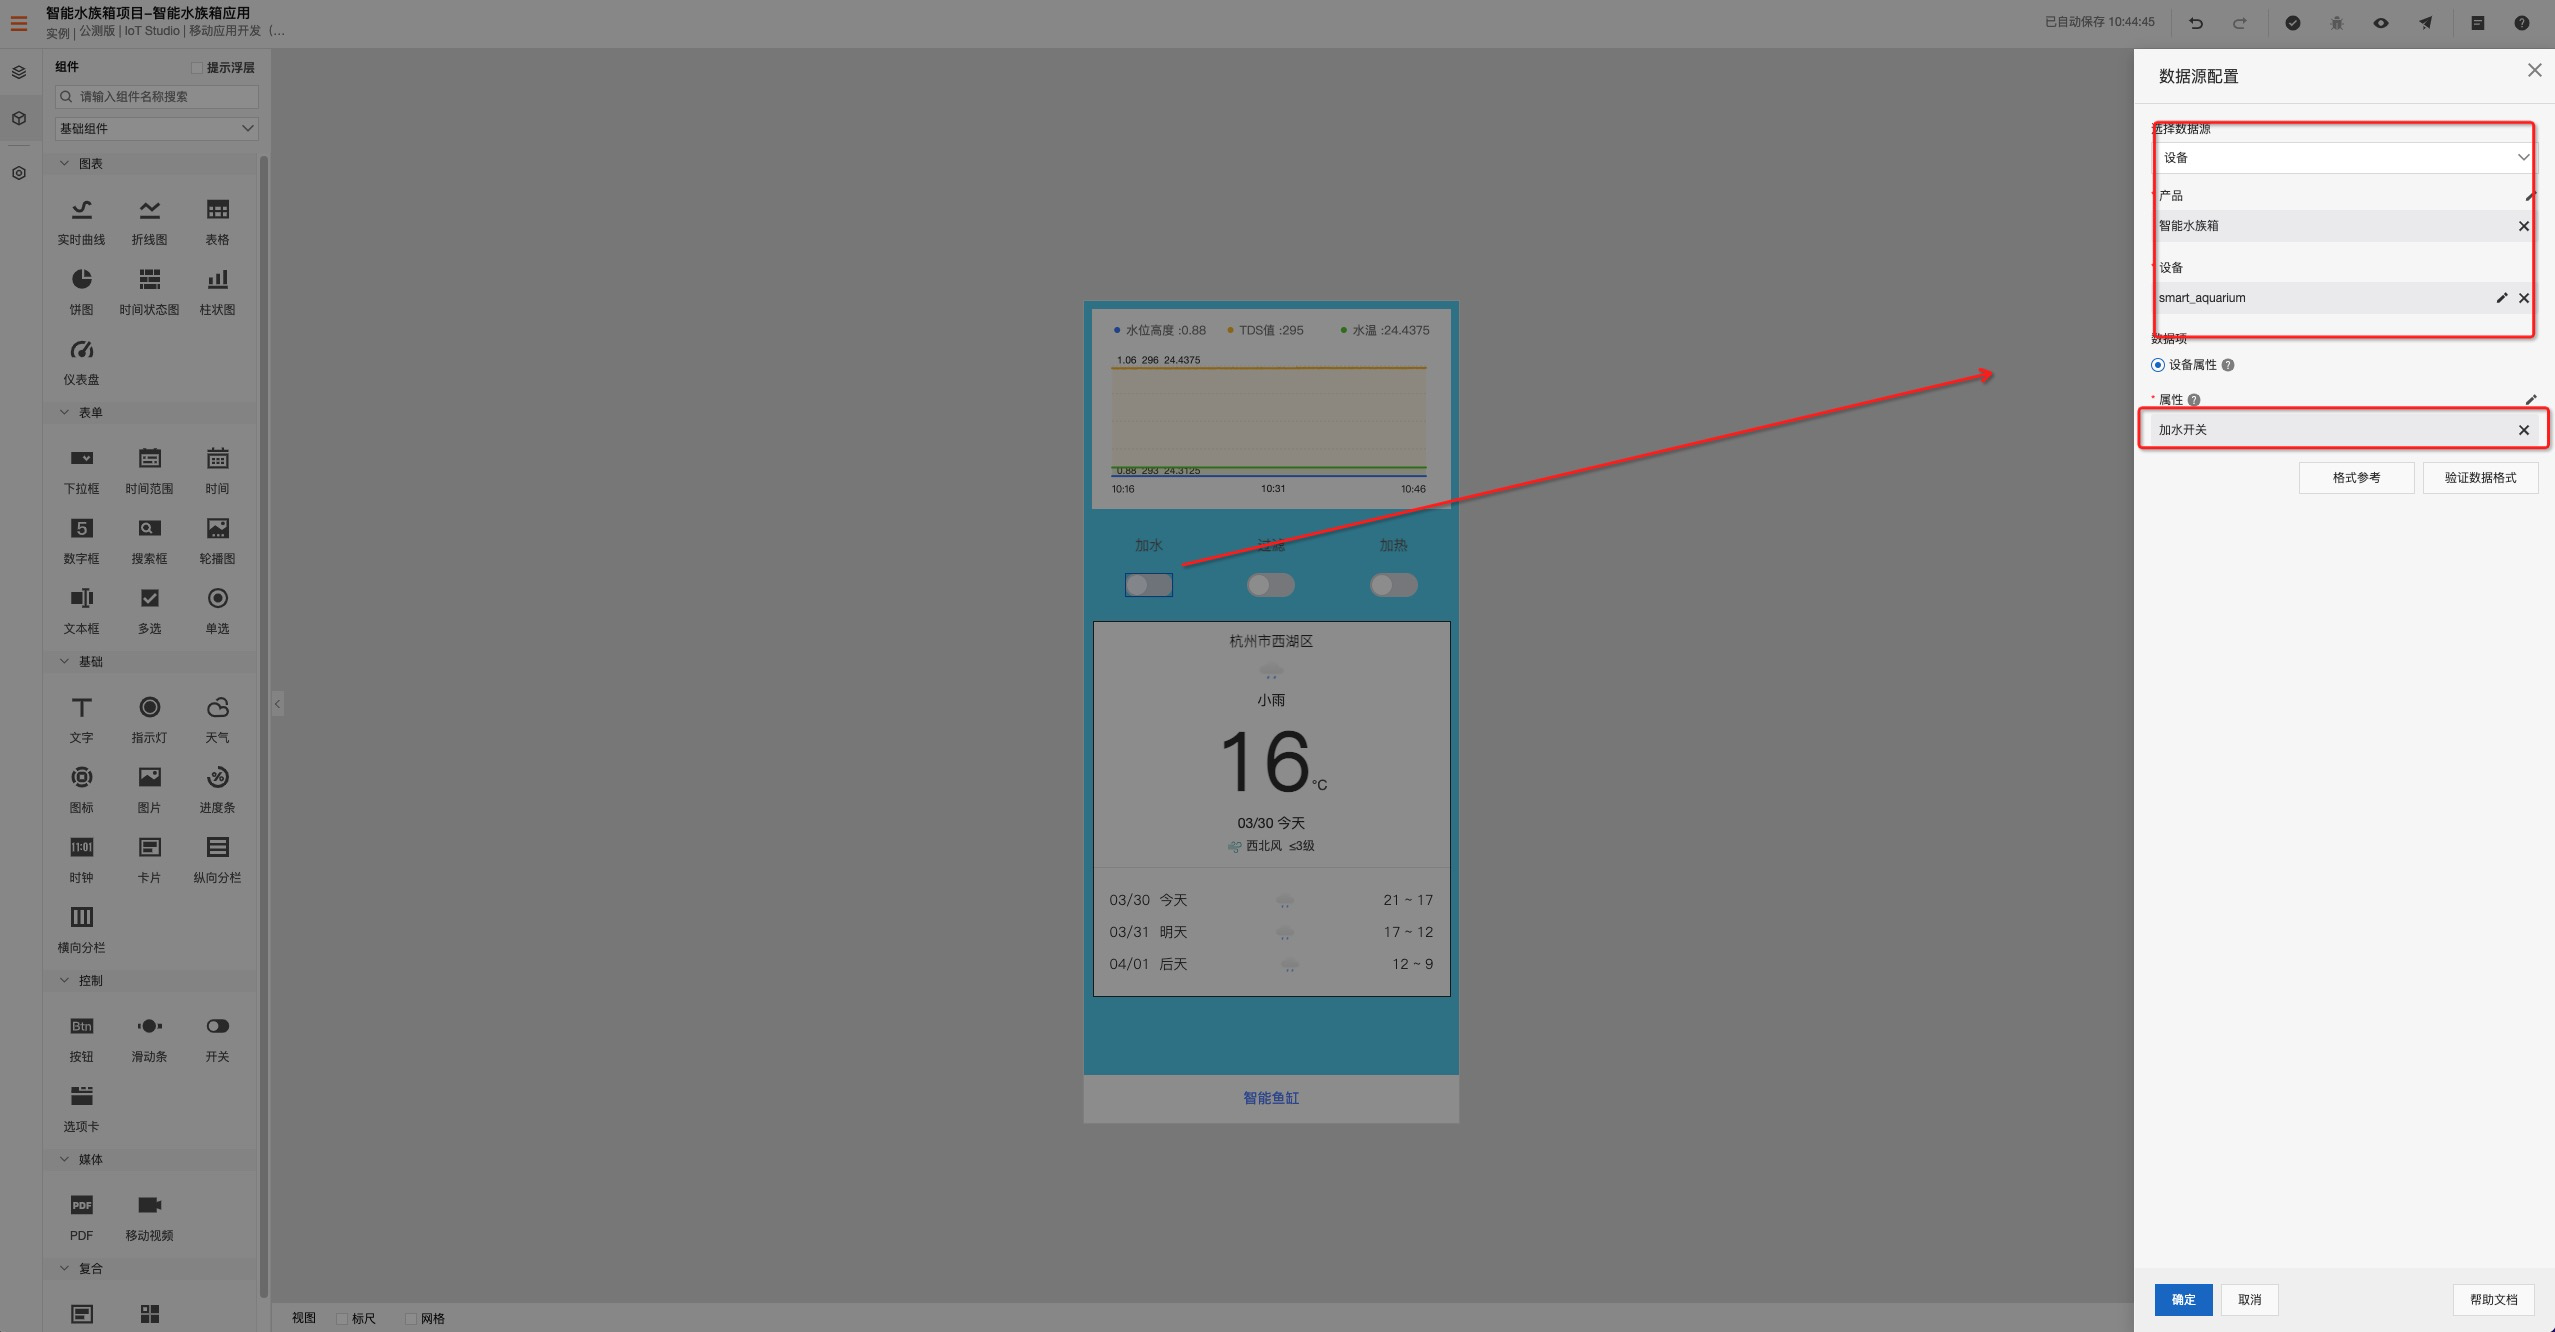 智能水族箱项目-智能水族箱应用
实例 | 公测版 | IoT Studio | 移动应用开发 (...
已自动保存 10:44:45
组件
提示浮层
请输入组件名称搜索
基础组件
图表
实时曲线 折线图 表格
饼图 时间状态图 柱状图
仪表盘
表单
下拉框 时间范围 时间
5
数字框 搜索框 轮播图
文本框 多选 单选
基础
文字 指示灯 天气
图标 图片 进度条
11:01
时钟 卡片 纵向分栏
横向分栏
控制
Btn
按钮 滑动条 开关
选项卡
媒体
PDF
PDF 移动视频
复合
水位高度 :0.88 TDS值 :295 水温 :24.4375
1.06 296 24.4375
0.88 293 24.3125
10:16 10:31 10:46
加水 过滤 加热
杭州市西湖区
小雨
16°C
03/30 今天
西北风 ≤3级
03/30 今天 21 ~ 17
03/31 明天 17 ~ 12
04/01 后天 12 ~ 9
智能鱼缸
视图 标尺 网格
数据源配置
选择数据源
设备
* 产品
智能水族箱
* 设备
smart_aquarium
数据项
设备属性 ?
* 属性 ?
加水开关
格式参考 验证数据格式
确定 取消 帮助文档